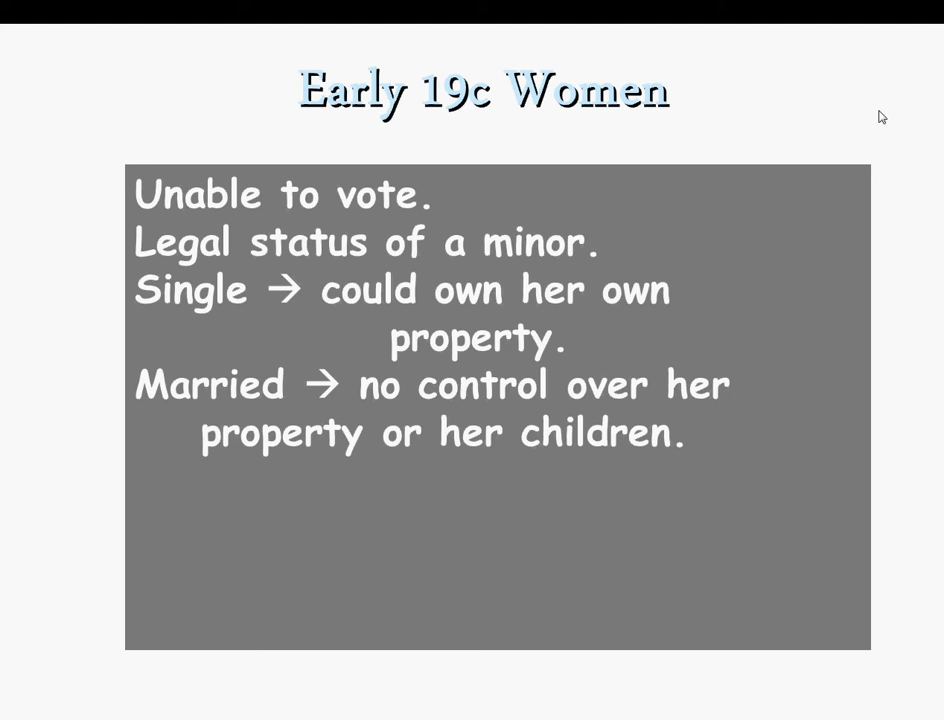 Early 19c Women
Unable to vote.
Legal status of a minor.
Single → could own her own
property.
Married → no control over her
property or her children.